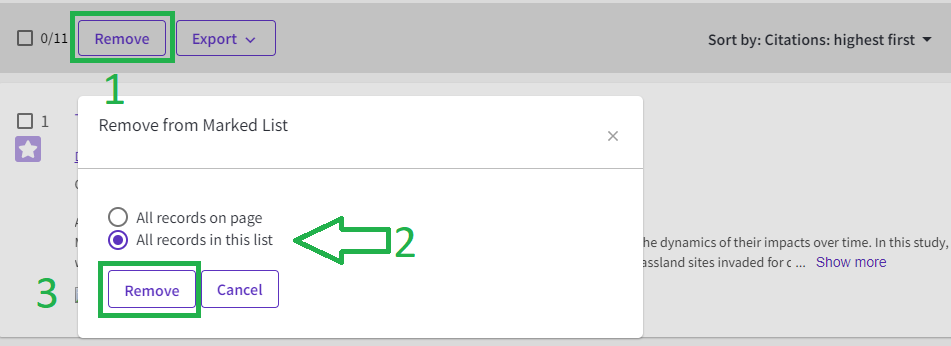 0/11 Remove Export Sort by: Citations: highest first
1
Remove from Marked List ×
1
All records on page
All records in this list
2
he dynamics of their impacts over time. In this study,
assland sites invaded for c ... Show more
3
Remove Cancel